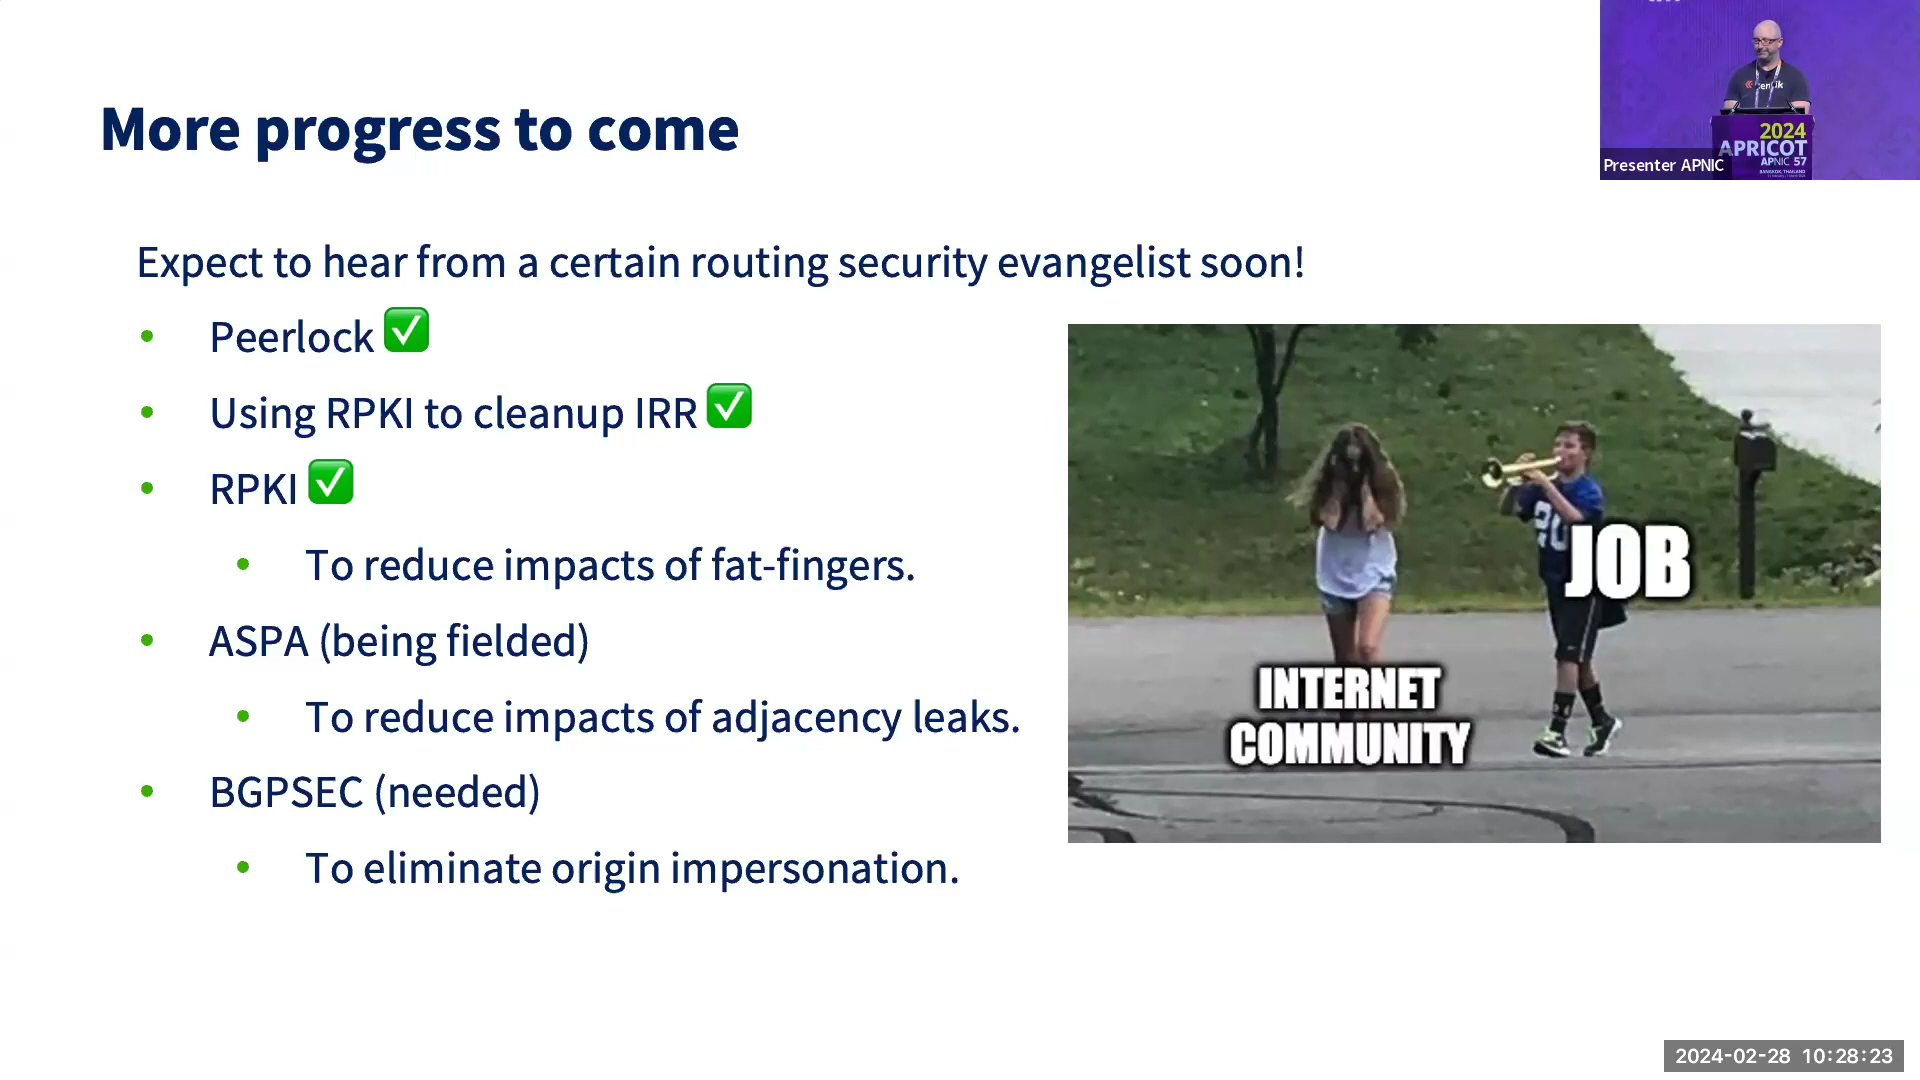 More progress to come
Expect to hear from a certain routing security evangelist soon!
• Peerlock ✅
• Using RPKI to cleanup IRR ✅
• RPKI ✅
• To reduce impacts of fat-fingers.
• ASPA (being fielded)
• To reduce impacts of adjacency leaks.
• BGPSEC (needed)
• To eliminate origin impersonation.
JOB
INTERNET
COMMUNITY
2024
APRICOT
APNIC 57
BANGKOK, THAILAND
Presenter APNIC
2024-02-28 10:28:23